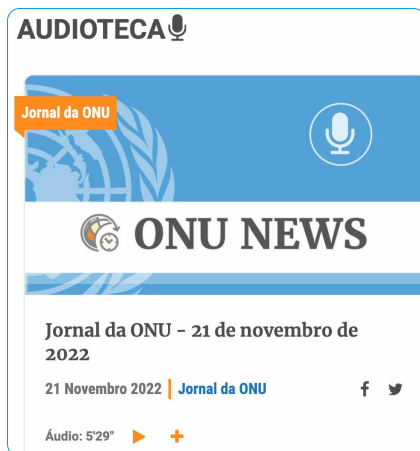 AUDIOTECA
Jornal da ONU
ONU NEWS
Jornal da ONU - 21 de novembro de
2022
21 Novembro 2022 | Jornal da ONU
Áudio: 5'29"